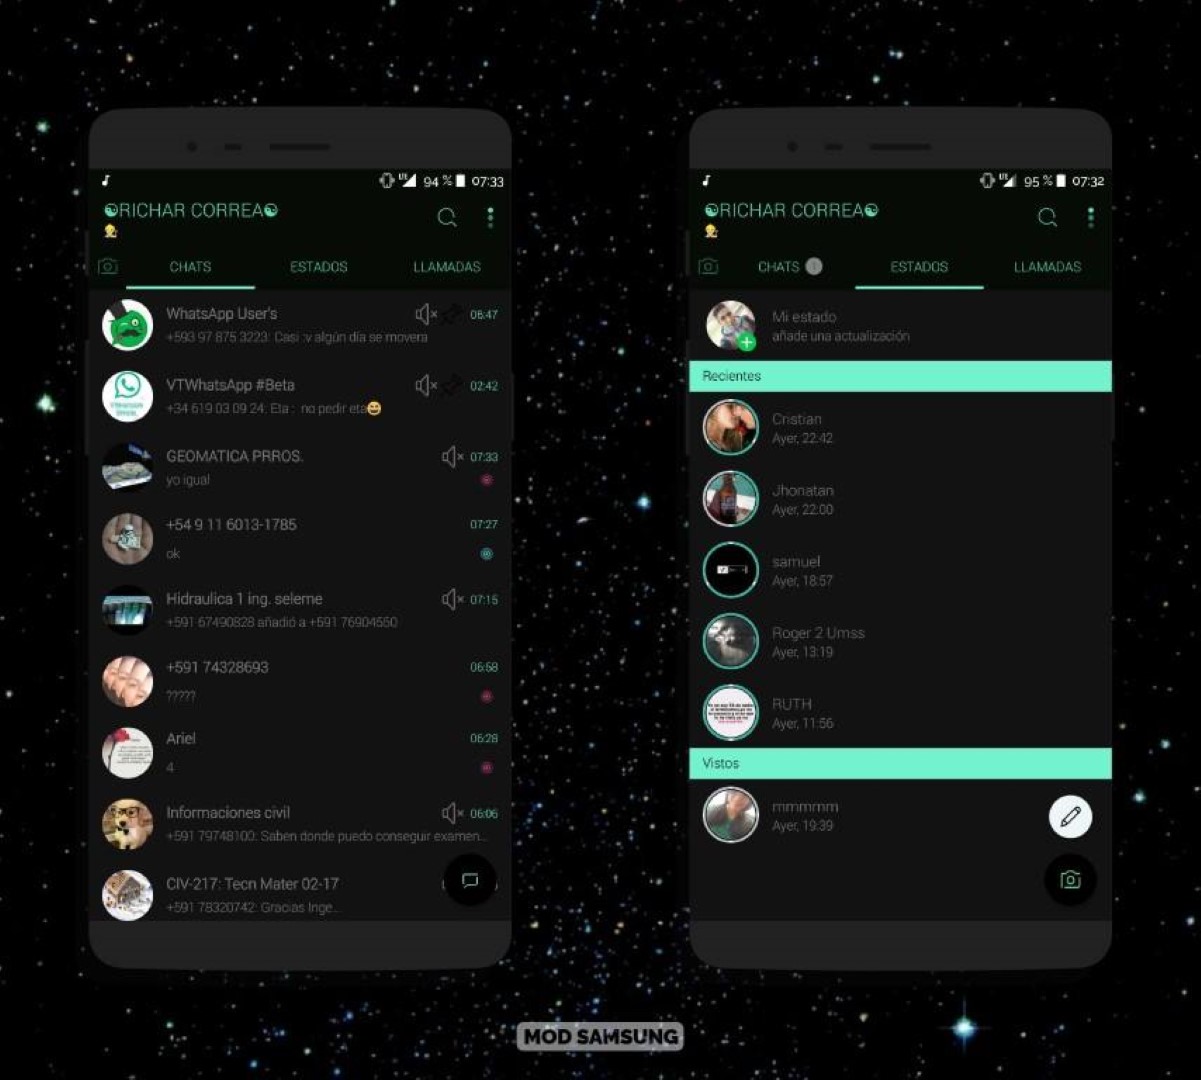 94 % 07:33
☯RICHAR CORREA☯
CHATS ESTADOS LLAMADAS
WhatsApp User's 06:47
+593 97 875 3223: Casi :v algún día se movera
VTWhatsApp #Beta 02:42
+34 619 03 09 24: Eta : no pedir eta😄
GEOMATICA PRROS. 07:33
yo igual
+54 9 11 6013-1785 07:27
ok
Hidraulica 1 ing. seleme 07:15
+591 67490828 añadió a +591 76904550
+591 74328693 06:58
?????
Ariel 06:28
4
Informaciones civil 06:06
+591 79748100: Saben donde puedo conseguir examen...
CIV-217: Tecn Mater 02-17
+591 78320742: Gracias Inge...
95 % 07:32
☯RICHAR CORREA☯
CHATS 1 ESTADOS LLAMADAS
Mi estado
añade una actualización
Recientes
Cristian
Ayer, 22:42
Jhonatan
Ayer, 22:00
samuel
Ayer, 18:57
Roger 2 Umss
Ayer, 13:19
RUTH
Ayer, 11:56
Vistos
mmmmm
Ayer, 19:39
MOD SAMSUNG